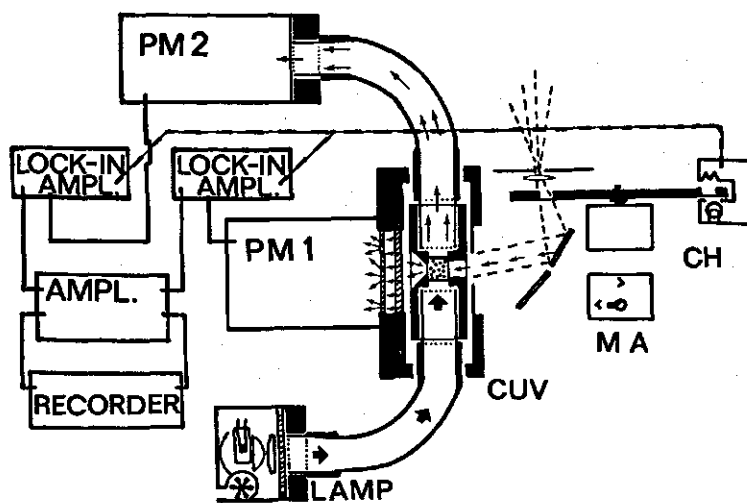 PM 2
LOCK-IN
AMPL.
LOCK-IN
AMPL.
PM 1
AMPL.
RECORDER
CH
M A
CUV
LAMP